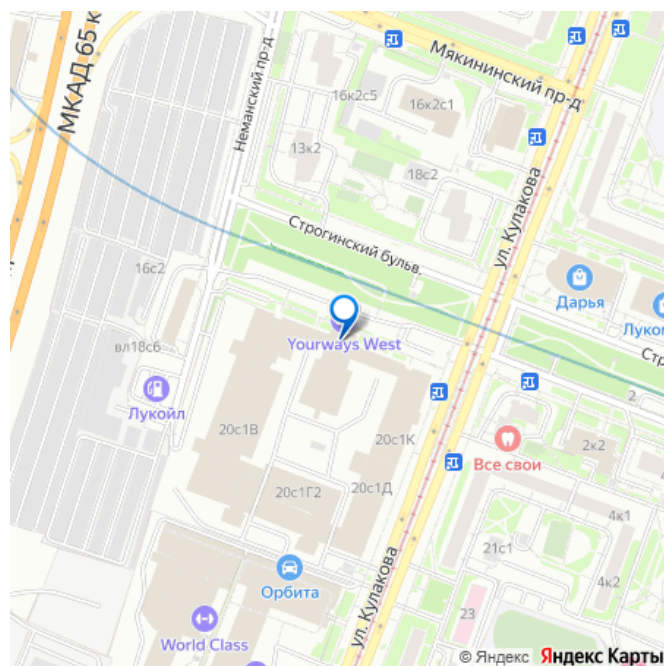 Мякининский пр-д
16к2с5
16к2с1
МКАД 65 к
Неманский пр-д
13к2
18с2
ул. Кулакова
Строгинский бульв.
16с2
Дарья
Луком
Yourways West
вл18с6
Стро
Лукойл
2
20с1В
20с1К
2к2
Все свои
20с1Г2
20с1Д
4к1
21с1
Орбита
4к2
ул. Кулакова
23
World Class
© Яндекс Яндекс Карты